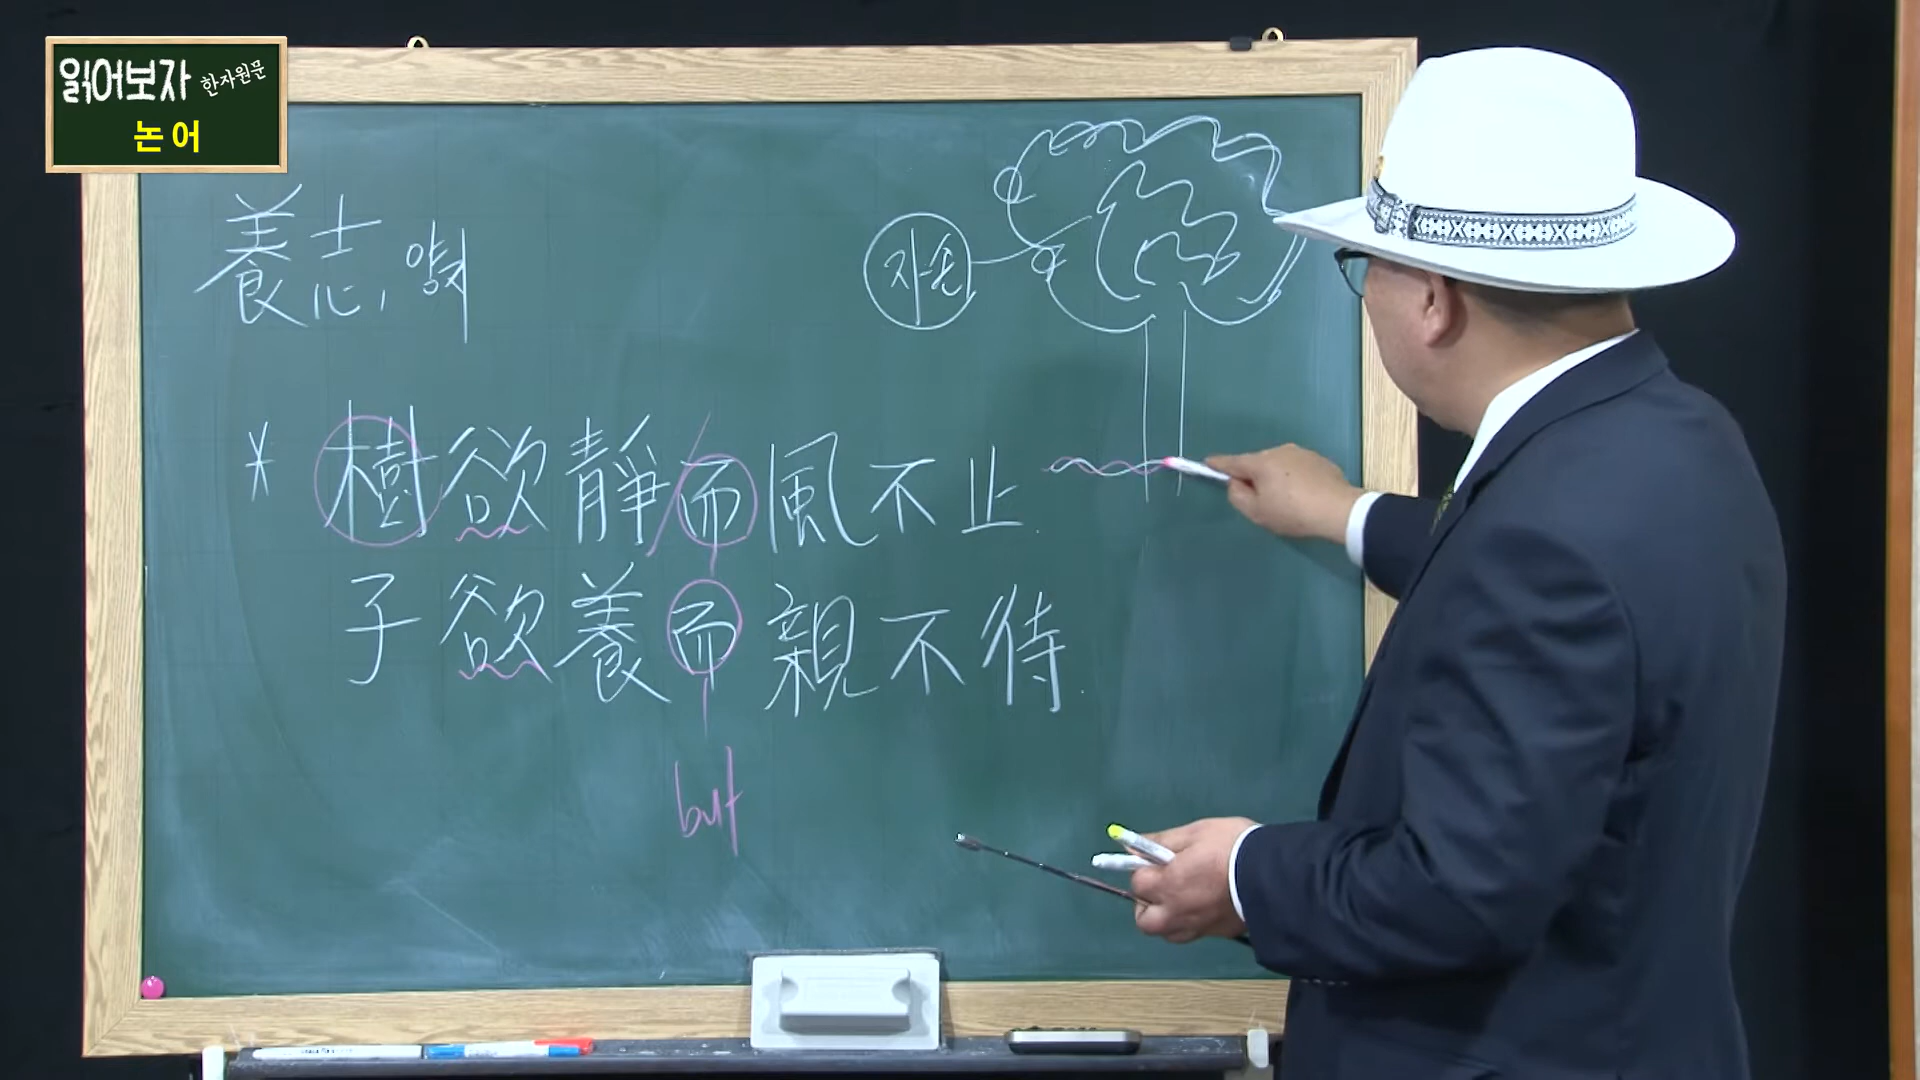 읽어보자 한자원문
논어
養志, 양지
자손
* 樹欲靜而風不止.
子欲養而親不待.
but